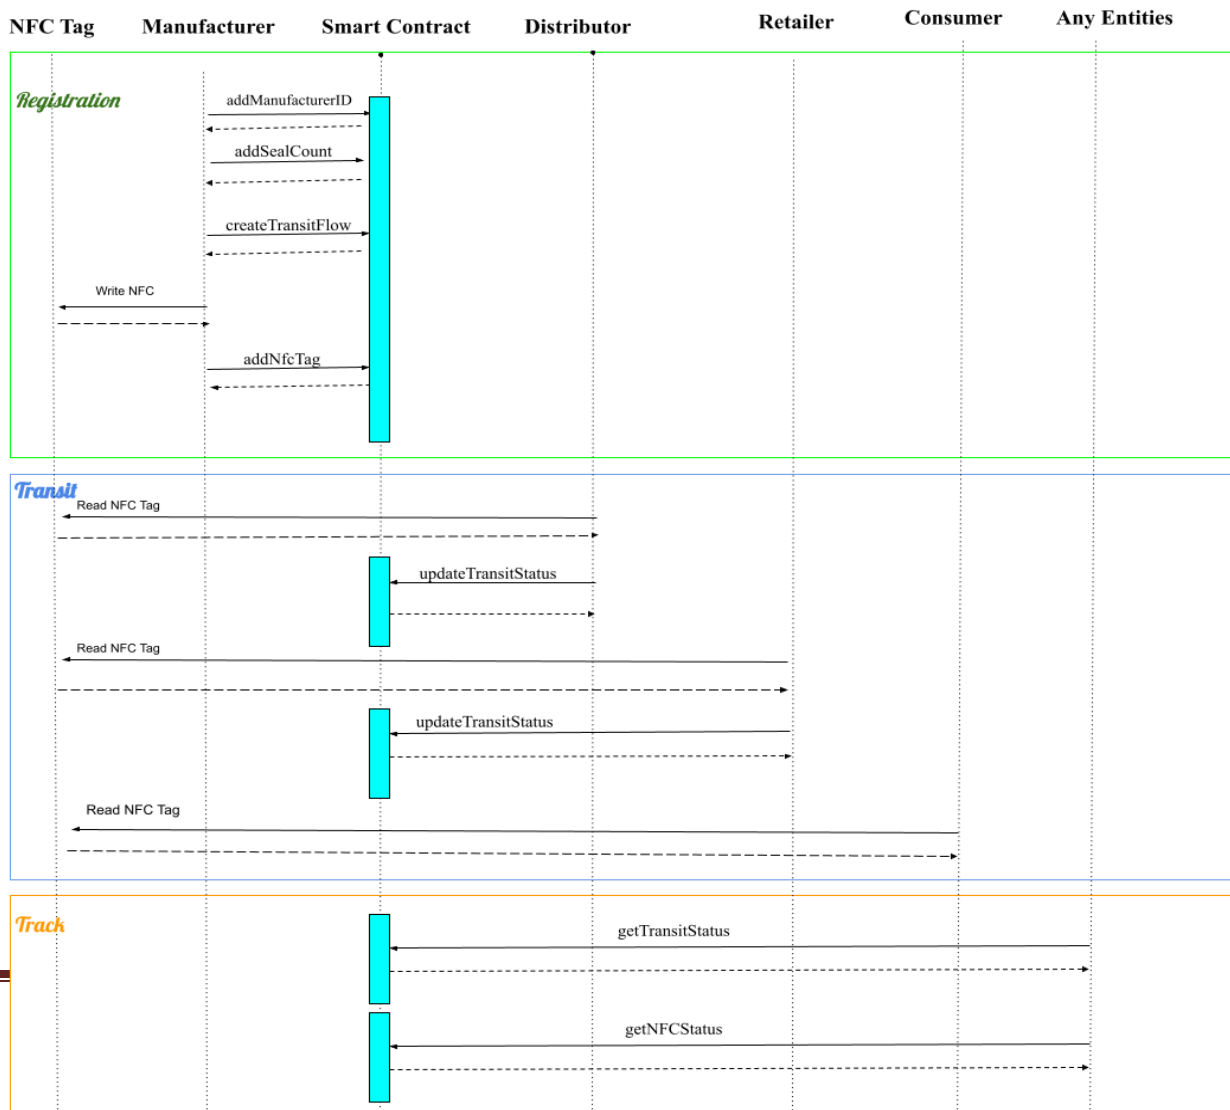 NFC Tag
Manufacturer
Smart Contract
Distributor
Retailer
Consumer
Any Entities
Registration
addManufacturerID
addSealCount
createTransitFlow
Write NFC
addNfcTag
Transit
Read NFC Tag
updateTransitStatus
Read NFC Tag
updateTransitStatus
Read NFC Tag
Track
getTransitStatus
getNFCStatus